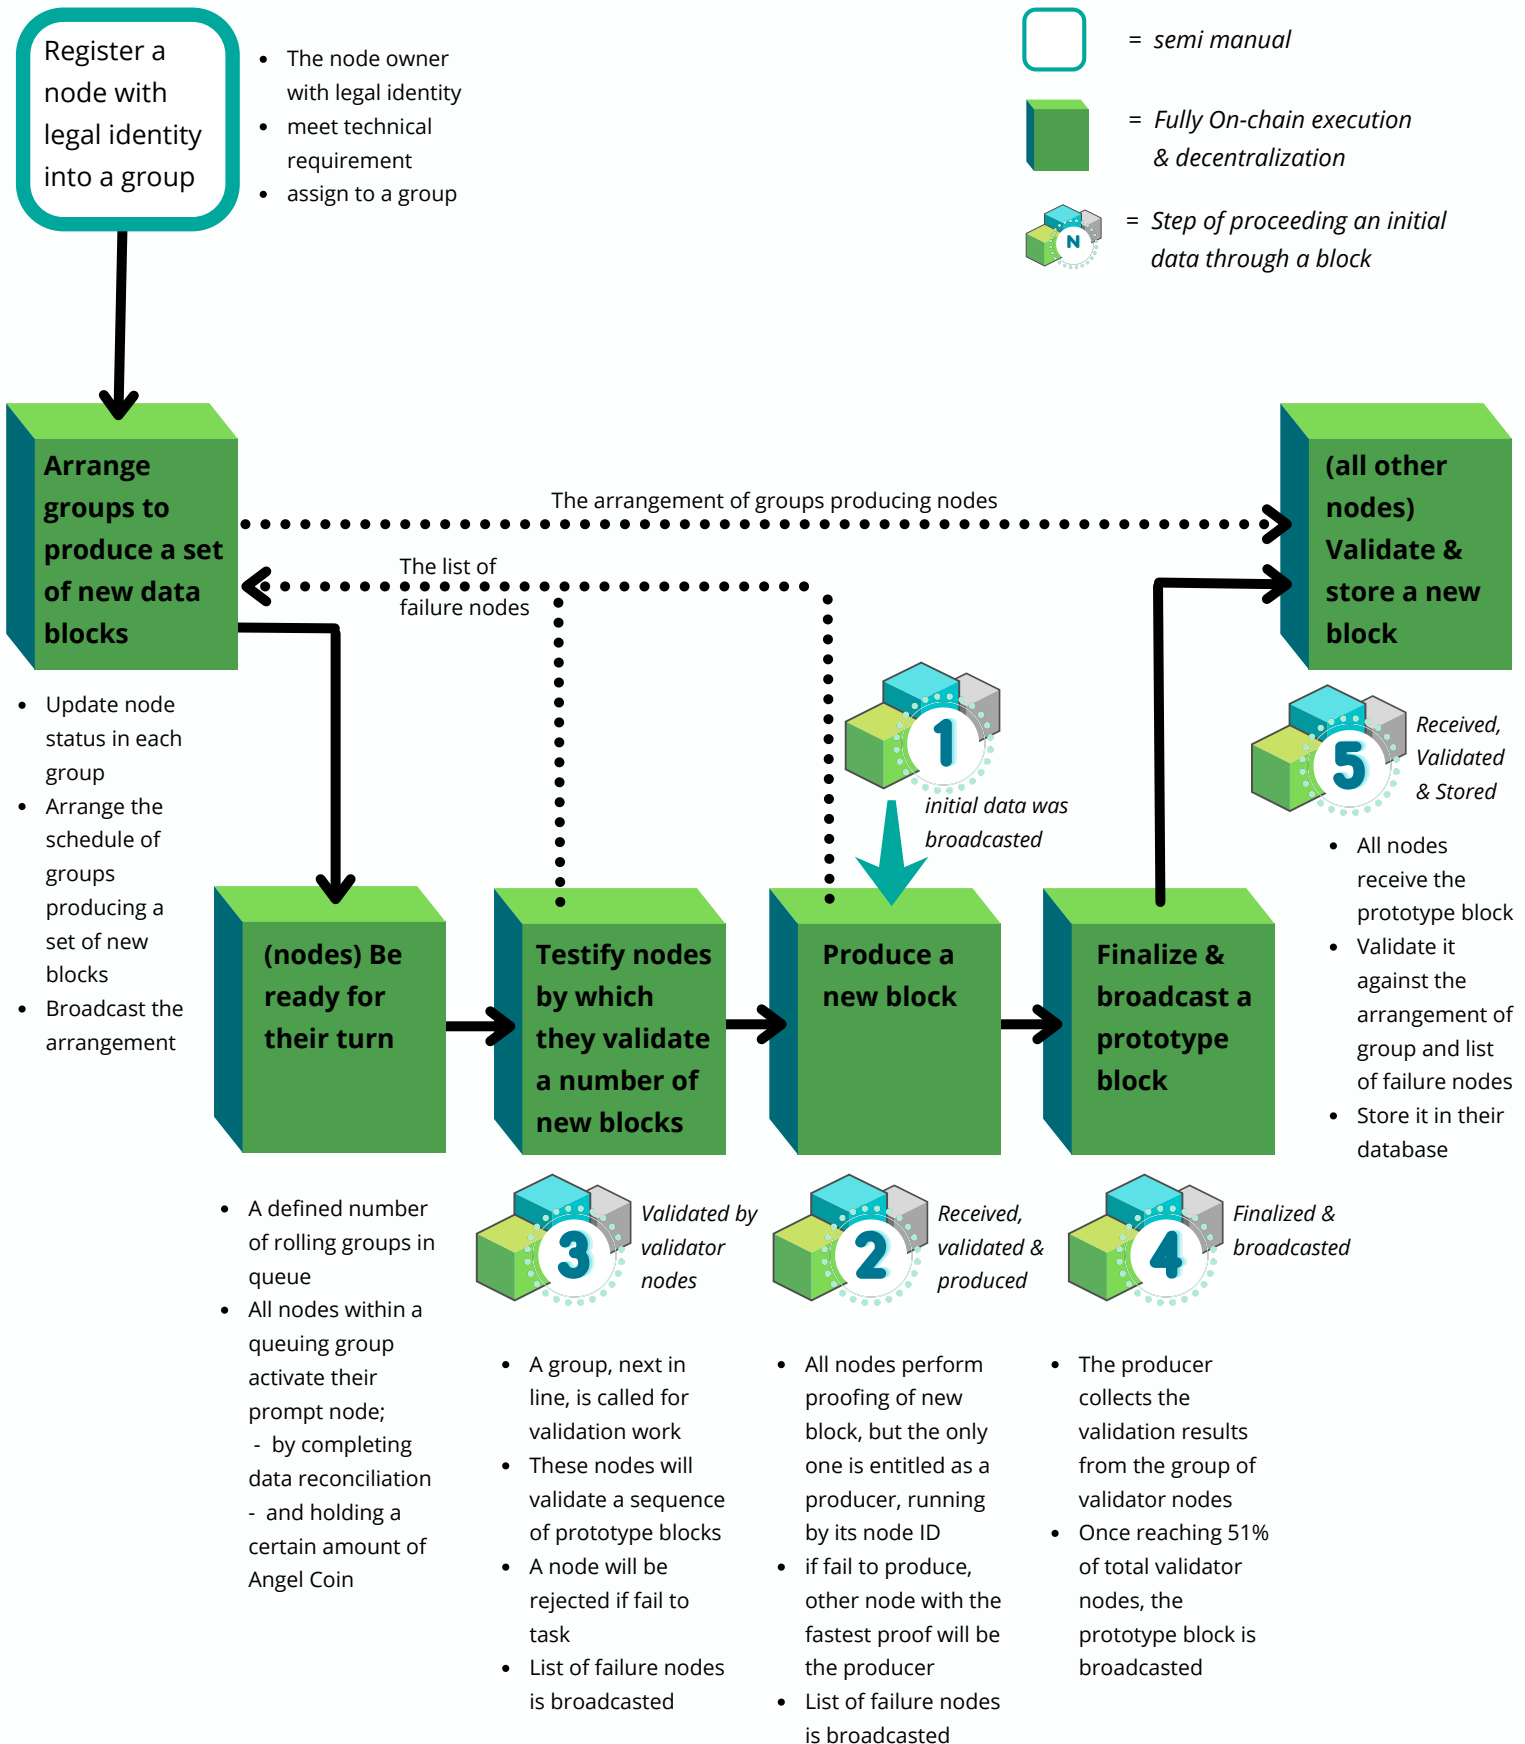 Register a
node with
legal identity
into a group
• The node owner
with legal identity
• meet technical
requirement
• assign to a group
= semi manual
= Fully On-chain execution
& decentralization
N
= Step of proceeding an initial
data through a block
Arrange
groups to
produce a set
of new data
blocks
The arrangement of groups producing nodes
The list of
failure nodes
(all other
nodes)
Validate &
store a new
block
• Update node
status in each
group
• Arrange the
schedule of
groups
producing a
set of new
blocks
• Broadcast the
arrangement
1
initial data was
broadcasted
5
Received,
Validated
& Stored
• All nodes
receive the
prototype block
• Validate it
against the
arrangement of
group and list
of failure nodes
• Store it in their
database
(nodes) Be
ready for
their turn
Testify nodes
by which
they validate
a number of
new blocks
Produce a
new block
Finalize &
broadcast a
prototype
block
• A defined number
of rolling groups in
queue
• All nodes within a
queuing group
activate their
prompt node;
- by completing
data reconciliation
- and holding a
certain amount of
Angel Coin
3
Validated by
validator
nodes
• A group, next in
line, is called for
validation work
• These nodes will
validate a sequence
of prototype blocks
• A node will be
rejected if fail to
task
• List of failure nodes
is broadcasted
2
Received,
validated &
produced
• All nodes perform
proofing of new
block, but the only
one is entitled as a
producer, running
by its node ID
• if fail to produce,
other node with the
fastest proof will be
the producer
• List of failure nodes
is broadcasted
4
Finalized &
broadcasted
• The producer
collects the
validation results
from the group of
validator nodes
• Once reaching 51%
of total validator
nodes, the
prototype block is
broadcasted